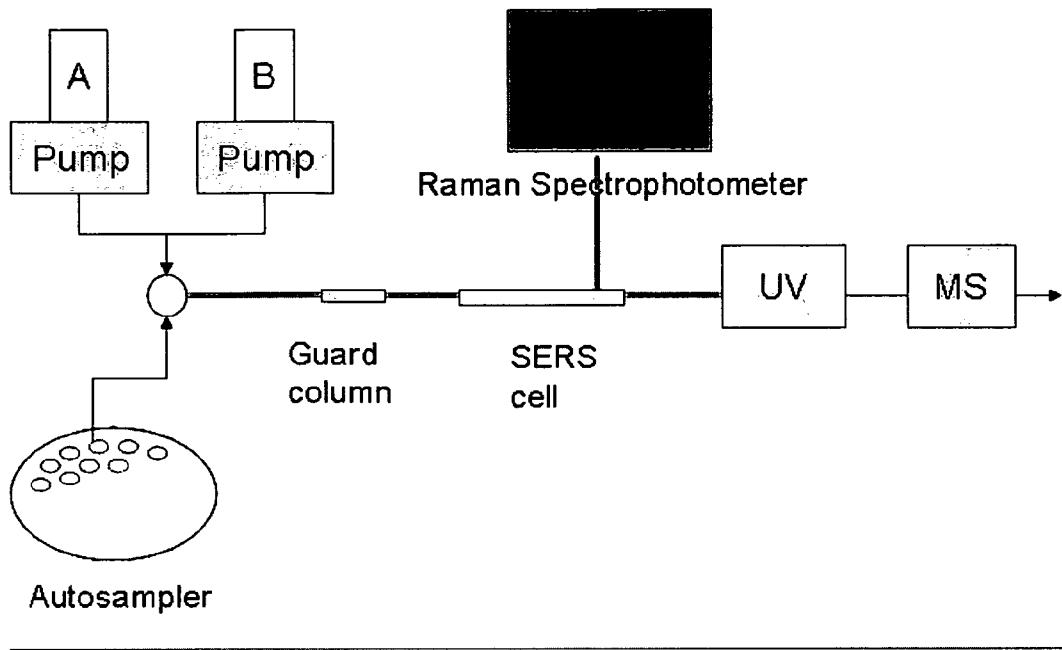 A
B
Pump
Pump
Raman Spectrophotometer
UV
MS
Guard
column
SERS
cell
Autosampler